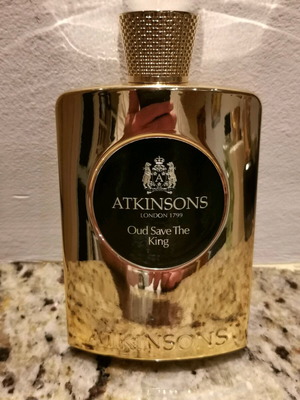 A
ATKINSONS
LONDON 1799
Oud Save The
King
ATKINSONS